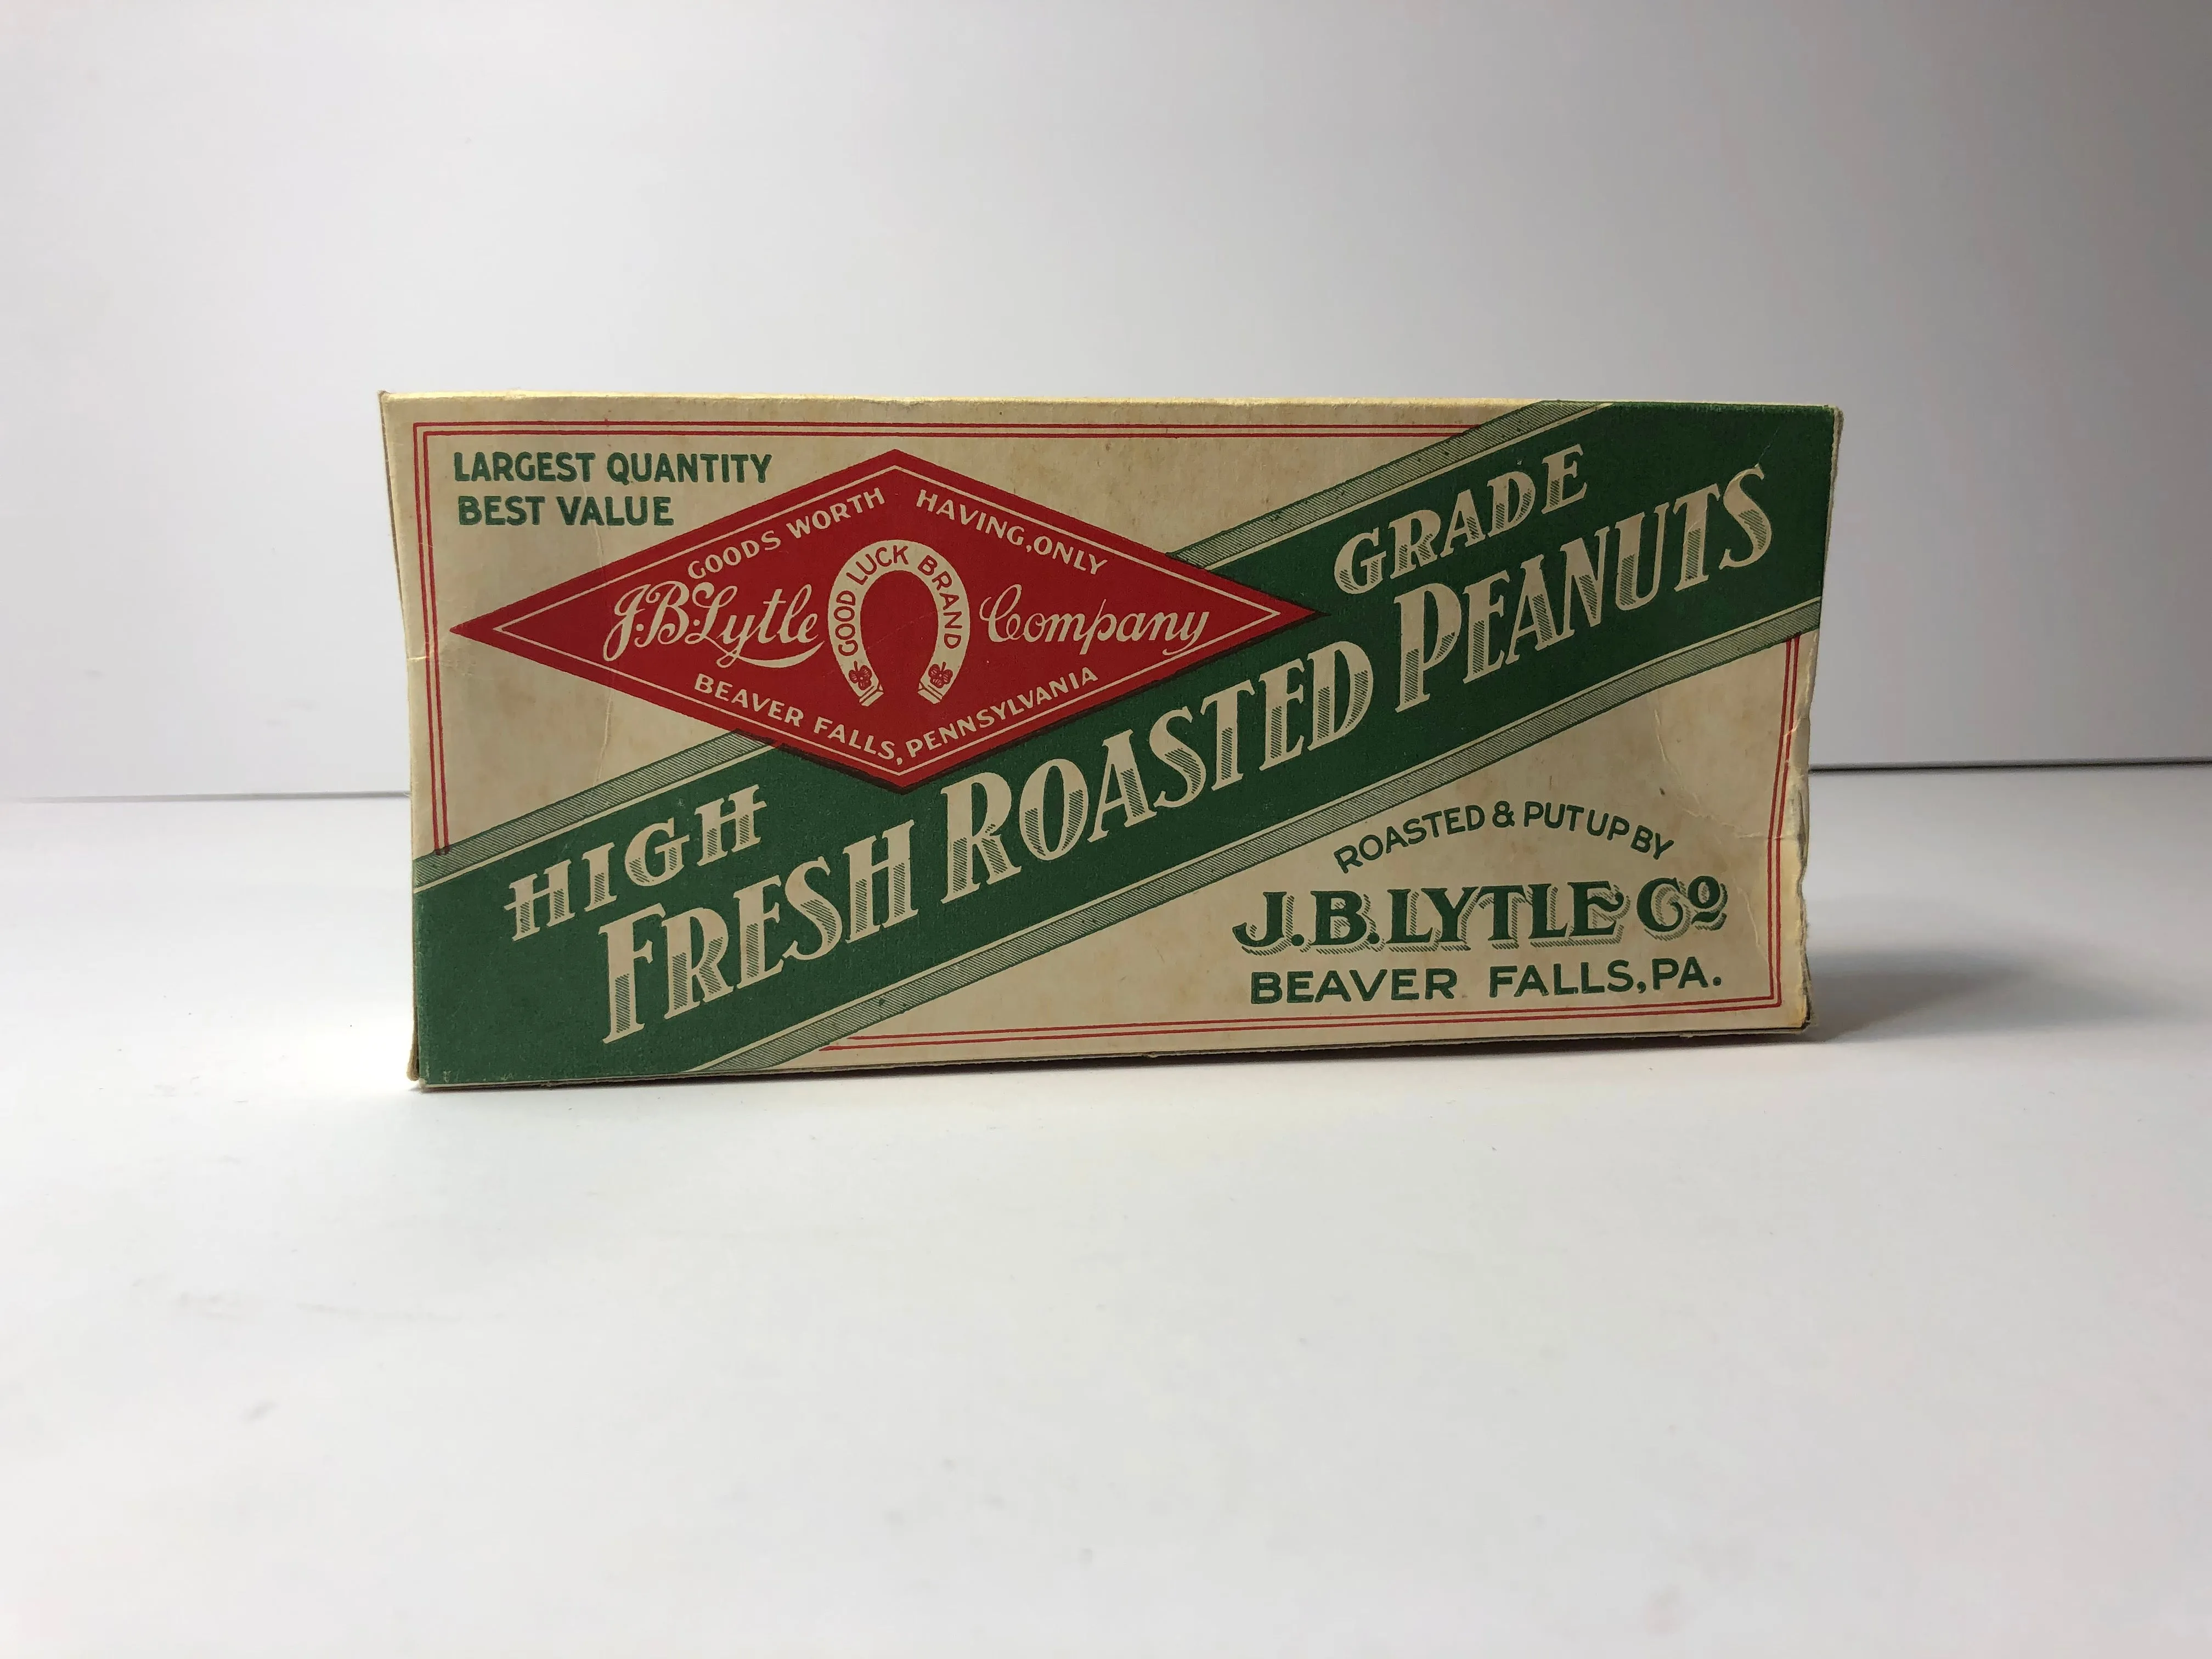 LARGEST QUANTITY
BEST VALUE
GOODS WORTH HAVING, ONLY
J.B. Lytle Company
GOOD LUCK BRAND
BEAVER FALLS, PENNSYLVANIA
HIGH GRADE
FRESH ROASTED PEANUTS
ROASTED & PUT UP BY
J.B. LYTLE CO
BEAVER FALLS, PA.